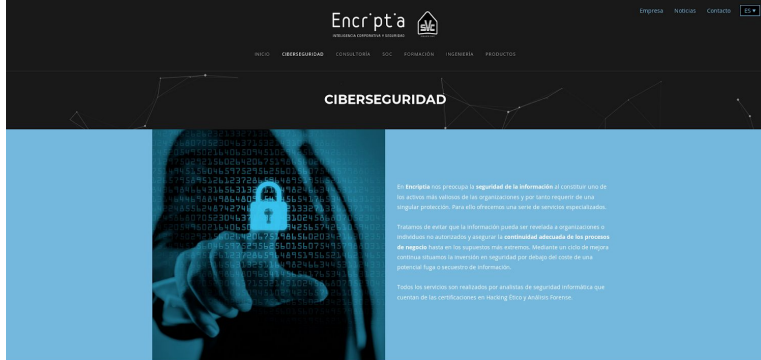 Empresa Noticias Contacto ES ▾
Encriptia SVC
INTELIGENCIA CORPORATIVA Y SEGURIDAD
INICIO CIBERSEGURIDAD CONSULTORÍA SOC FORMACIÓN INGENIERÍA PRODUCTOS
CIBERSEGURIDAD
En Encriptia nos preocupa la seguridad de la información al constituir uno de
los activos más valiosos de las organizaciones y por tanto requerir de una
singular protección. Para ello ofrecemos una serie de servicios especializados.
Tratamos de evitar que la información pueda ser revelada a organizaciones o
individuos no autorizados y asegurar la continuidad adecuada de los procesos
de negocio hasta en los supuestos más extremos. Mediante un ciclo de mejora
continua situamos la inversión en seguridad por debajo del coste de una
potencial fuga o secuestro de información.
Todos los servicios son realizados por analistas de seguridad informática que
cuentan de las certificaciones en Hacking Ético y Análisis Forense.